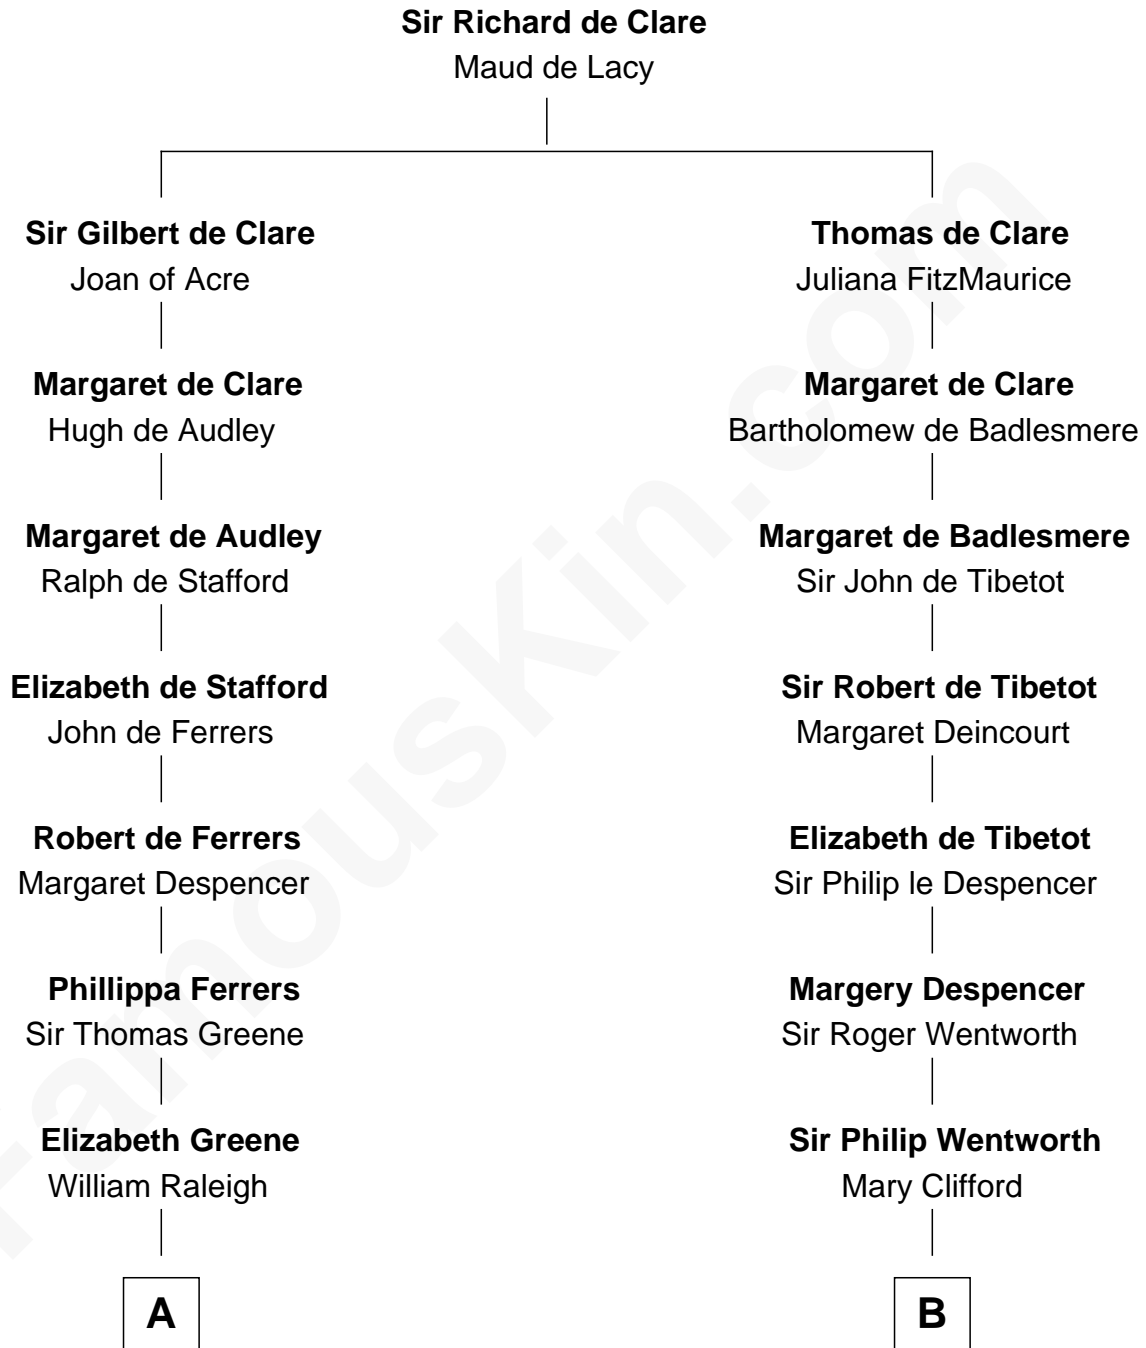 Sir Richard de Clare
Maud de Lacy
Sir Gilbert de Clare
Joan of Acre
Margaret de Clare
Hugh de Audley
Margaret de Audley
Ralph de Stafford
Elizabeth de Stafford
John de Ferrers
Robert de Ferrers
Margaret Despencer
Phillippa Ferrers
Sir Thomas Greene
Elizabeth Greene
William Raleigh
A
Thomas de Clare
Juliana FitzMaurice
Margaret de Clare
Bartholomew de Badlesmere
Margaret de Badlesmere
Sir John de Tibetot
Sir Robert de Tibetot
Margaret Deincourt
Elizabeth de Tibetot
Sir Philip le Despencer
Margery Despencer
Sir Roger Wentworth
Sir Philip Wentworth
Mary Clifford
B
FamousKin.com